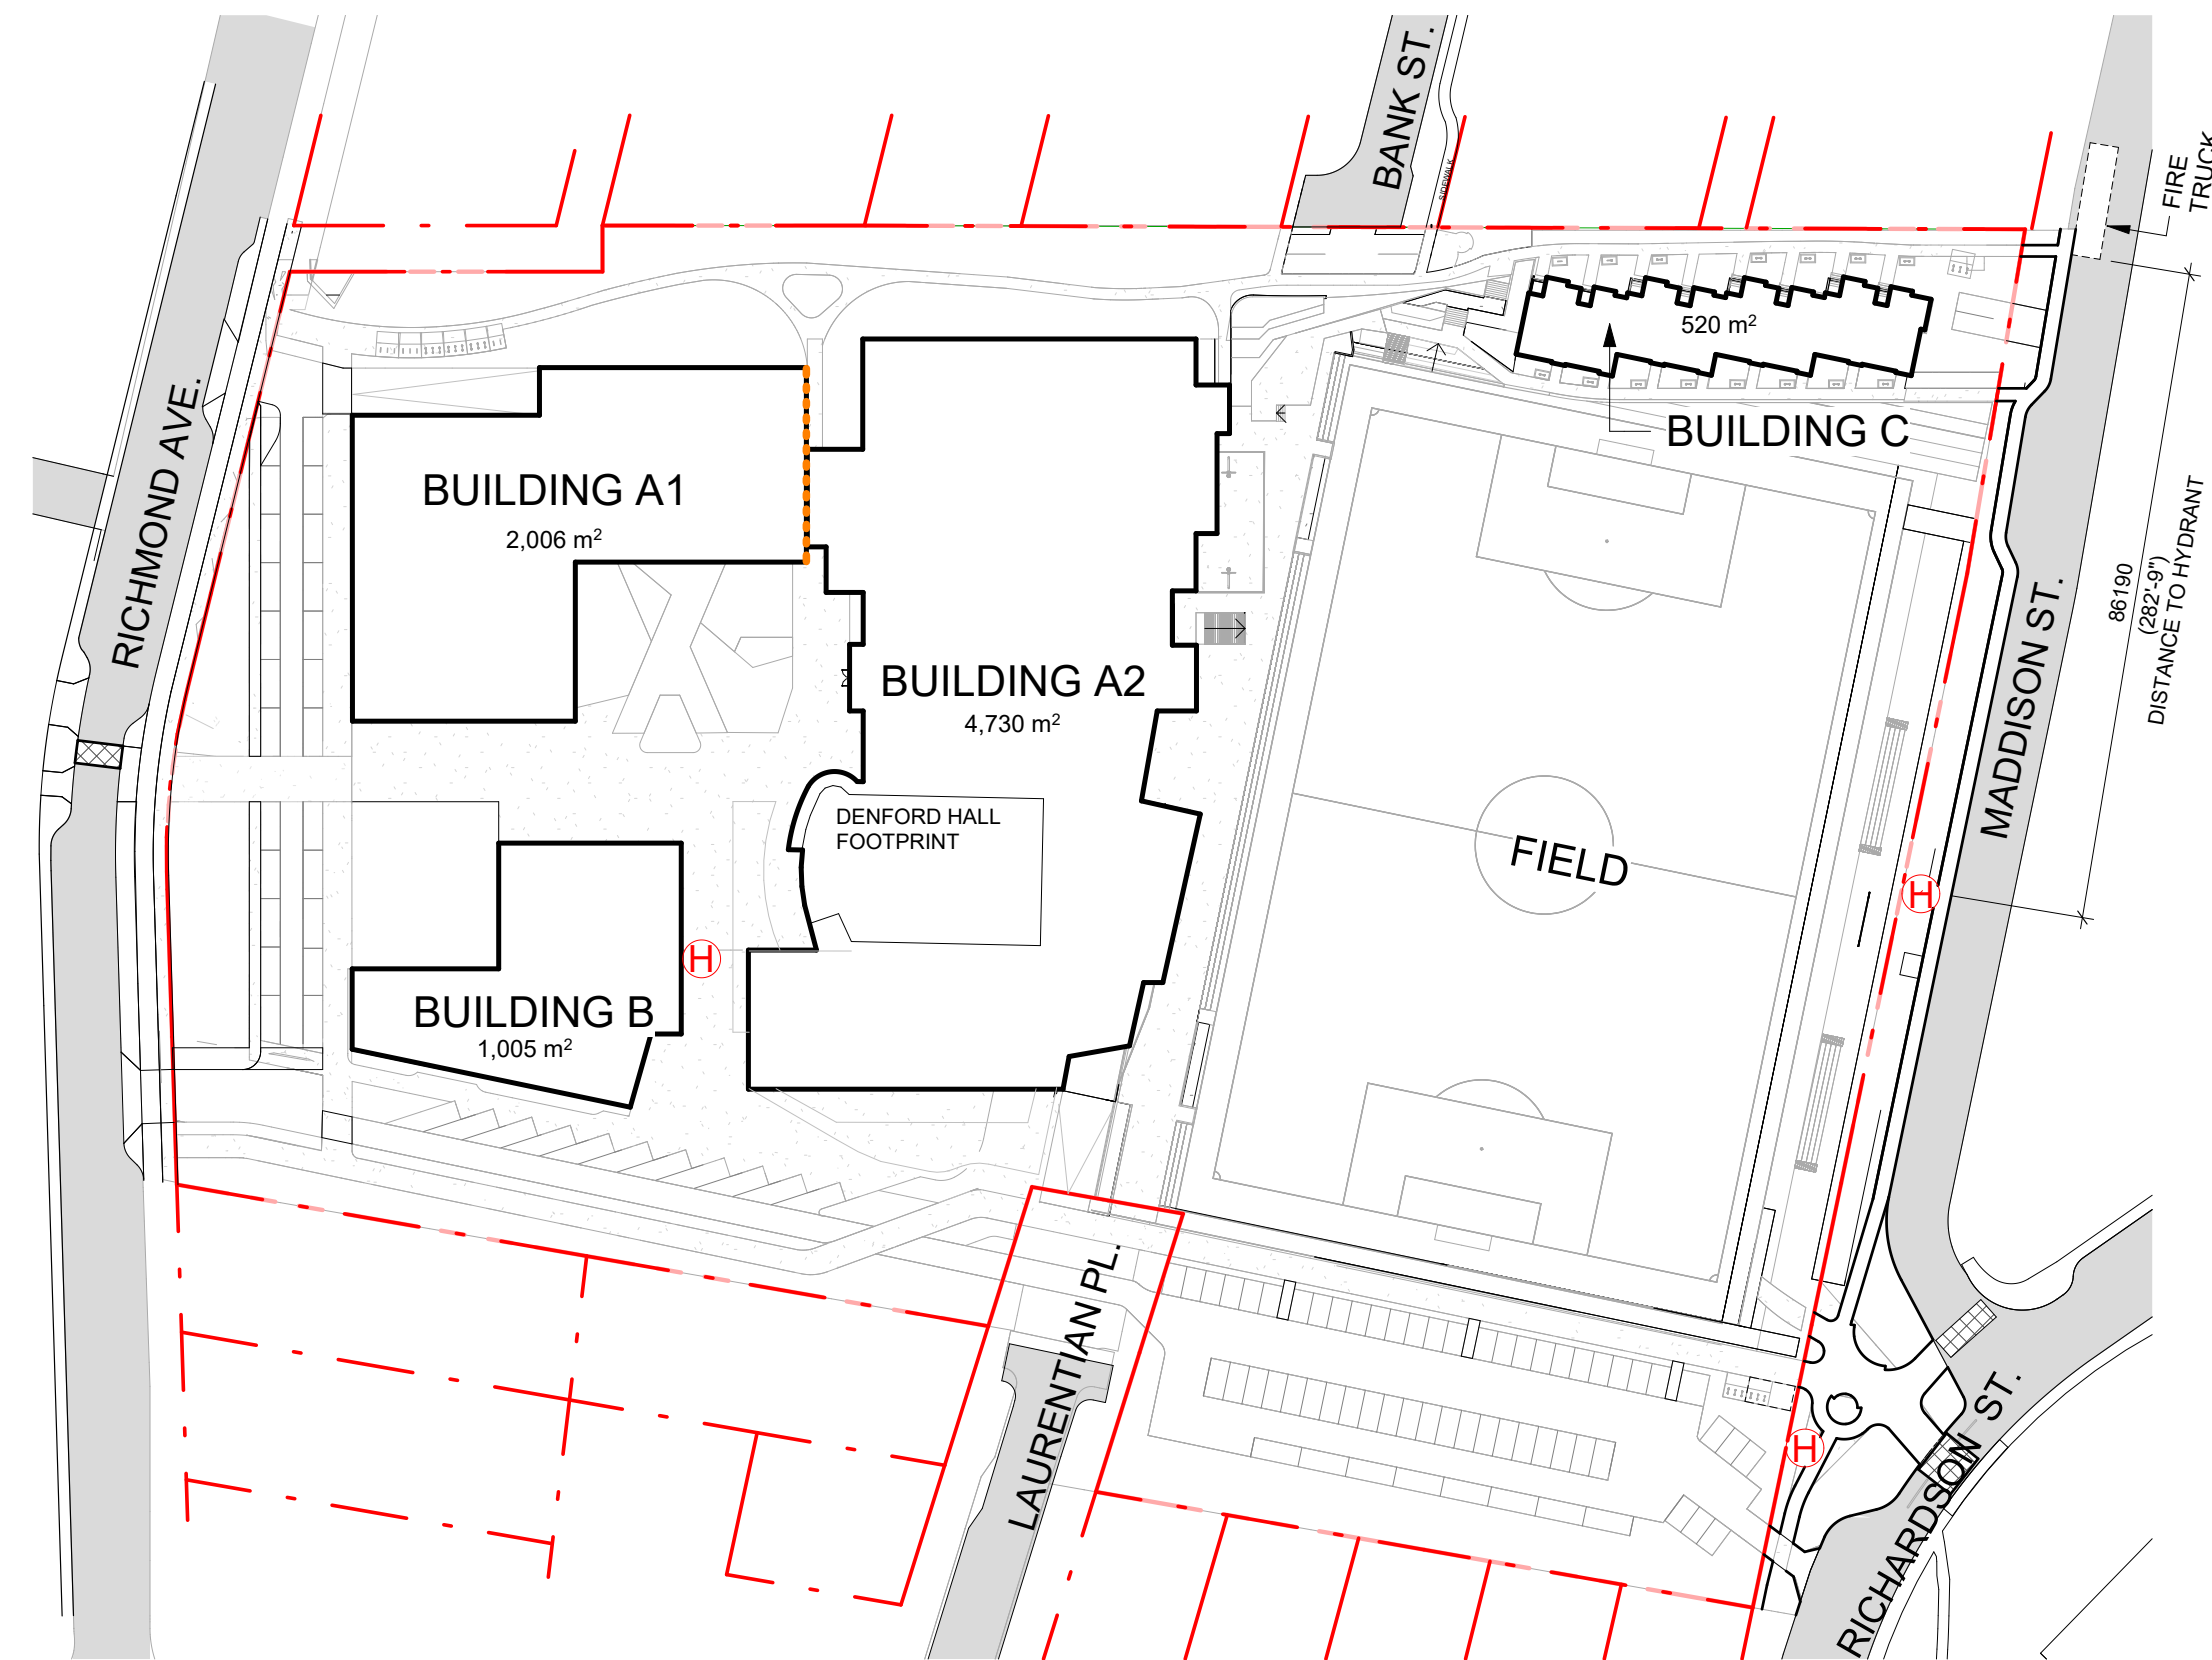 BANK ST.
SIDEWALK
FIRE
TRUCK
520 m²
BUILDING C
RICHMOND AVE.
BUILDING A1
2,006 m²
86190
(282'-9")
DISTANCE TO HYDRANT
MADDISON ST.
BUILDING A2
4,730 m²
DENFORD HALL
FOOTPRINT
FIELD
H
H
BUILDING B
1,005 m²
LAURENTIAN PL.
H
RICHARDSON ST.